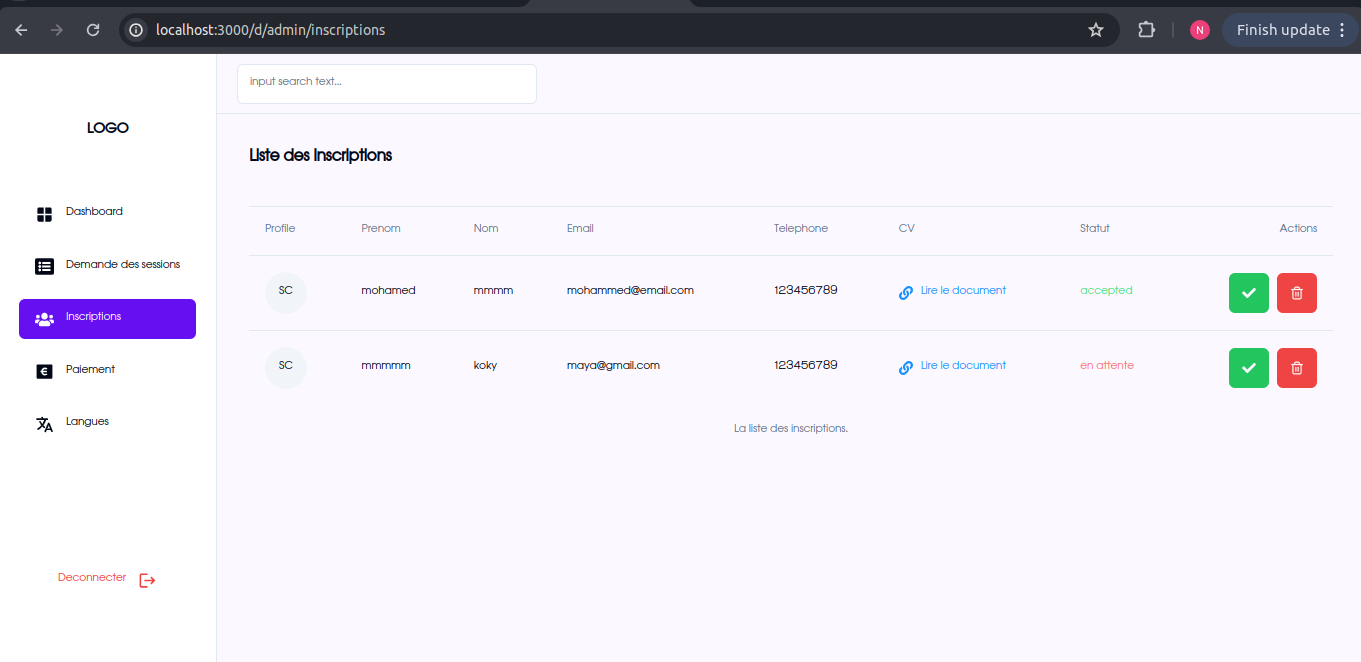 localhost:3000/d/admin/inscriptions
N
Finish update
input search text...
LOGO
Dashboard
Demande des sessions
Inscriptions
Paiement
Langues
Deconnecter
Liste des inscriptions
Profile Prenom Nom Email Telephone CV Statut Actions
SC mohamed mmmm mohammed@email.com 123456789 Lire le document accepted
SC mmmmm koky maya@gmail.com 123456789 Lire le document en attente
La liste des inscriptions.